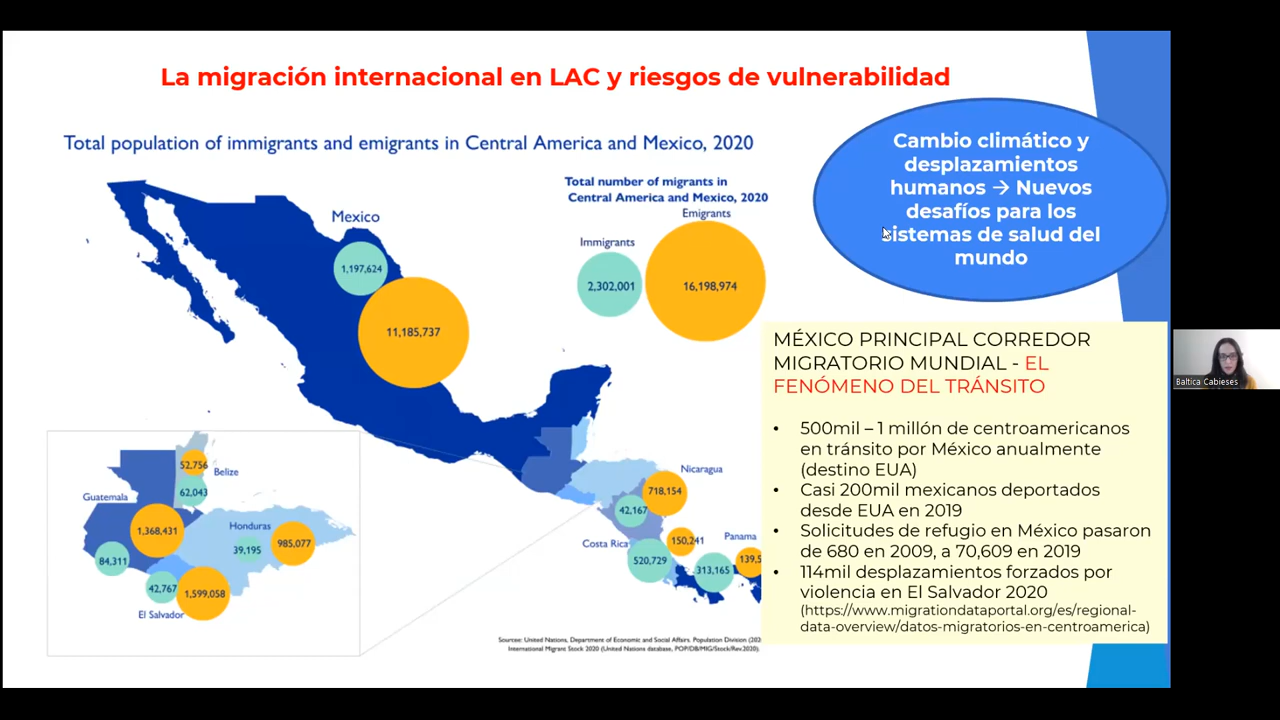 La migración internacional en LAC y riesgos de vulnerabilidad
Total population of immigrants and emigrants in Central America and Mexico, 2020
Total number of migrants in
Central America and Mexico, 2020
Emigrants
Immigrants
2,302,001
16,198,974
Mexico
1,197,624
11,185,737
Cambio climático y
desplazamientos
humanos → Nuevos
desafíos para los
sistemas de salud del
mundo
MÉXICO PRINCIPAL CORREDOR
MIGRATORIO MUNDIAL - EL
FENÓMENO DEL TRÁNSITO
• 500mil – 1 millón de centroamericanos
en tránsito por México anualmente
(destino EUA)
• Casi 200mil mexicanos deportados
desde EUA en 2019
• Solicitudes de refugio en México pasaron
de 680 en 2009, a 70,609 en 2019
• 114mil desplazamientos forzados por
violencia en El Salvador 2020
(https://www.migrationdataportal.org/es/regional-
data-overview/datos-migratorios-en-centroamerica)
Baltica Cabieses
52,756
Belize
62,043
Guatemala
1,368,431
84,311
Honduras
39,195
985,077
42,767
1,599,058
El Salvador
Nicaragua
718,154
42,167
Costa Rica
150,241
520,729
Panama
139,5
313,165
Sources: United Nations, Department of Economic and Social Affairs. Population Division (202
International Migrant Stock 2020 (United Nations database, POP/DB/MIG/Stock/Rev.2020).